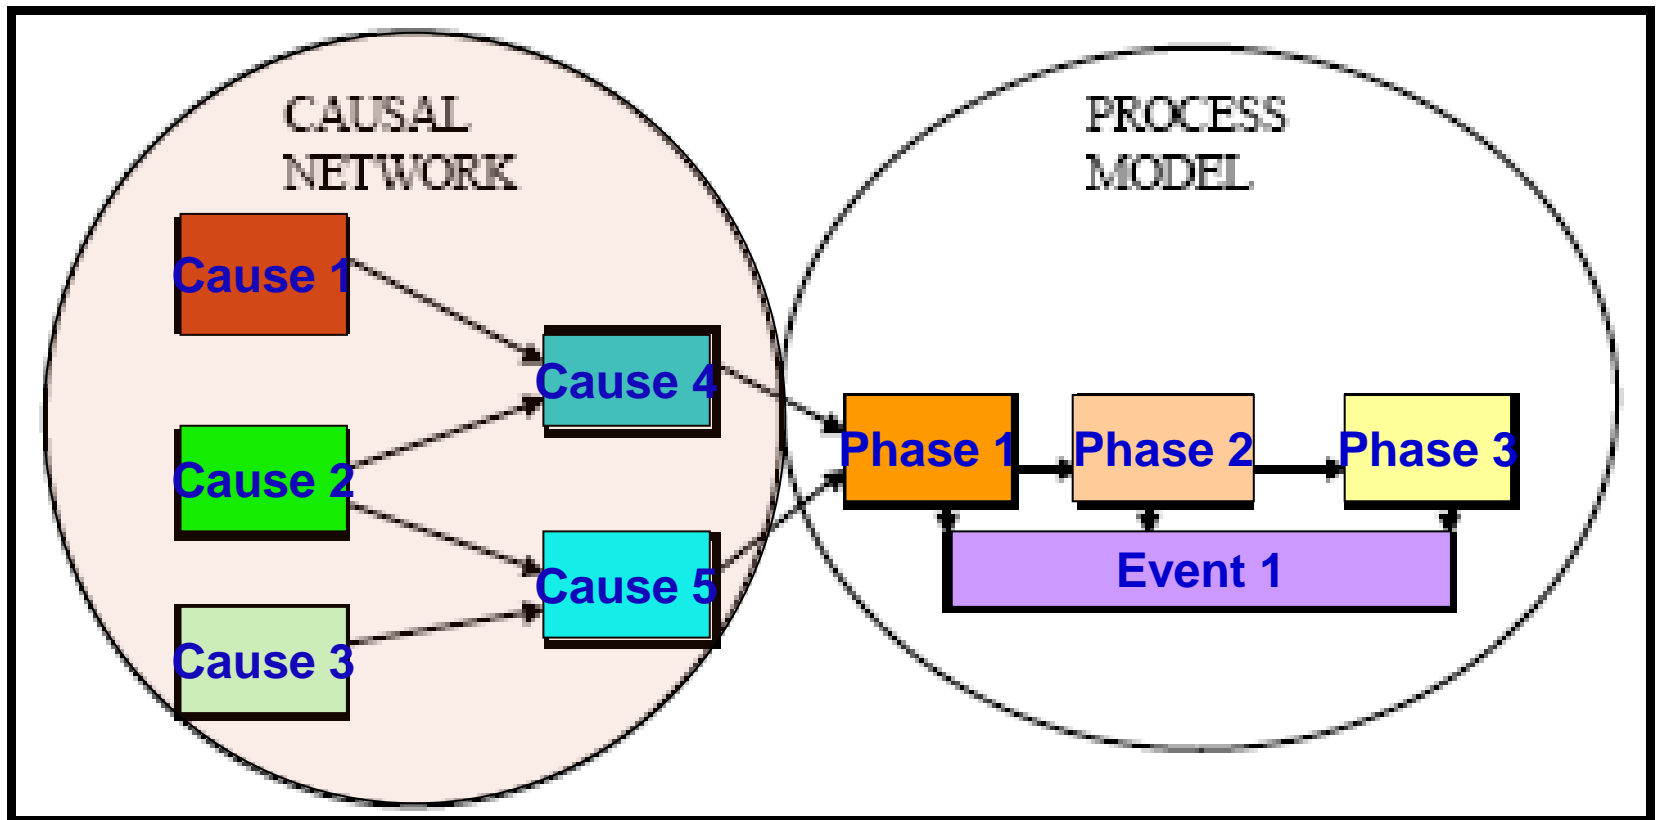 CAUSAL
NETWORK
Cause 1
Cause 2
Cause 3
Cause 4
Cause 5
PROCESS
MODEL
Phase 1
Phase 2
Phase 3
Event 1